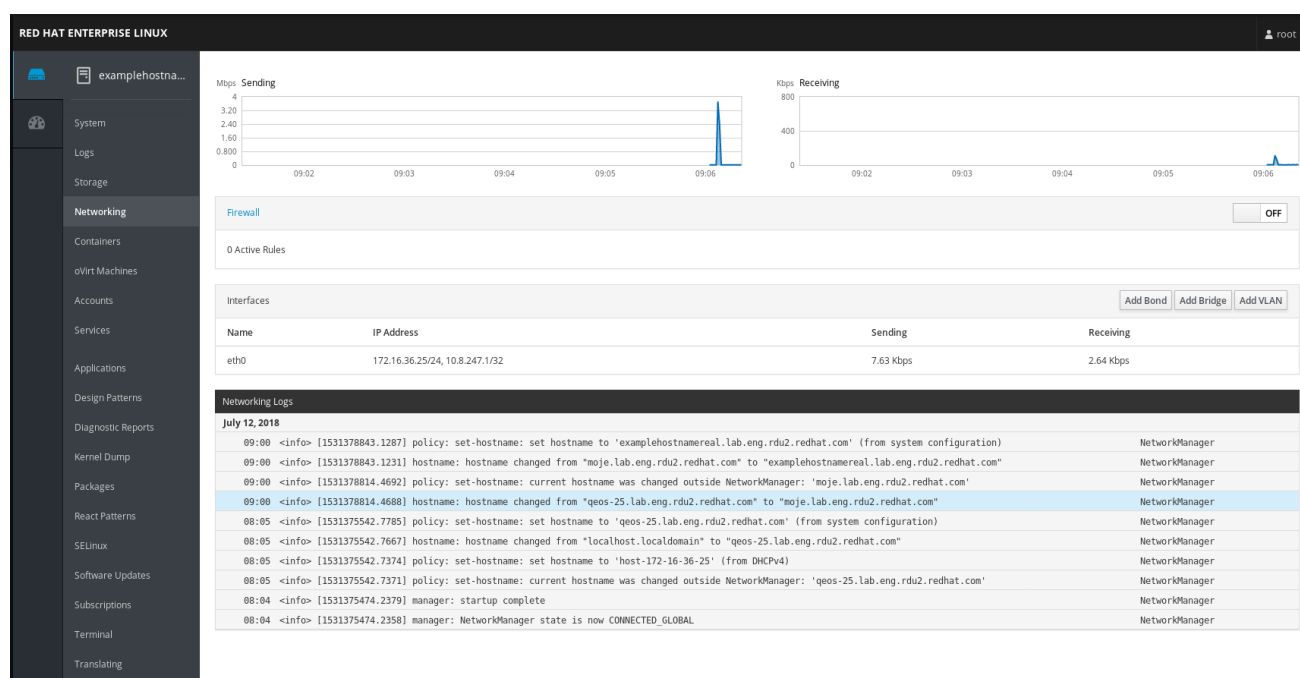 RED HAT ENTERPRISE LINUX
root
examplehostna...
System
Logs
Storage
Networking
Containers
oVirt Machines
Accounts
Services
Applications
Design Patterns
Diagnostic Reports
Kernel Dump
Packages
React Patterns
SELinux
Software Updates
Subscriptions
Terminal
Translating
Mbps Sending
4
3.20
2.40
1.60
0.800
0
09:02 09:03 09:04 09:05 09:06
Kbps Receiving
800
400
0
09:02 09:03 09:04 09:05 09:06
Firewall OFF
0 Active Rules
Interfaces Add Bond Add Bridge Add VLAN
Name IP Address Sending Receiving
eth0 172.16.36.25/24, 10.8.247.1/32 7.63 Kbps 2.64 Kbps
Networking Logs
July 12, 2018
09:00 <info> [1531378843.1287] policy: set-hostname: set hostname to 'examplehostnamereal.lab.eng.rdu2.redhat.com' (from system configuration) NetworkManager
09:00 <info> [1531378843.1231] hostname: hostname changed from "moje.lab.eng.rdu2.redhat.com" to "examplehostnamereal.lab.eng.rdu2.redhat.com" NetworkManager
09:00 <info> [1531378814.4692] policy: set-hostname: current hostname was changed outside NetworkManager: 'moje.lab.eng.rdu2.redhat.com' NetworkManager
09:00 <info> [1531378814.4688] hostname: hostname changed from "qeos-25.lab.eng.rdu2.redhat.com" to "moje.lab.eng.rdu2.redhat.com" NetworkManager
08:05 <info> [1531375542.7785] policy: set-hostname: set hostname to 'qeos-25.lab.eng.rdu2.redhat.com' (from system configuration) NetworkManager
08:05 <info> [1531375542.7667] hostname: hostname changed from "localhost.localdomain" to "qeos-25.lab.eng.rdu2.redhat.com" NetworkManager
08:05 <info> [1531375542.7374] policy: set-hostname: set hostname to 'host-172-16-36-25' (from DHCPv4) NetworkManager
08:05 <info> [1531375542.7371] policy: set-hostname: current hostname was changed outside NetworkManager: 'qeos-25.lab.eng.rdu2.redhat.com' NetworkManager
08:04 <info> [1531375474.2379] manager: startup complete NetworkManager
08:04 <info> [1531375474.2358] manager: NetworkManager state is now CONNECTED_GLOBAL NetworkManager